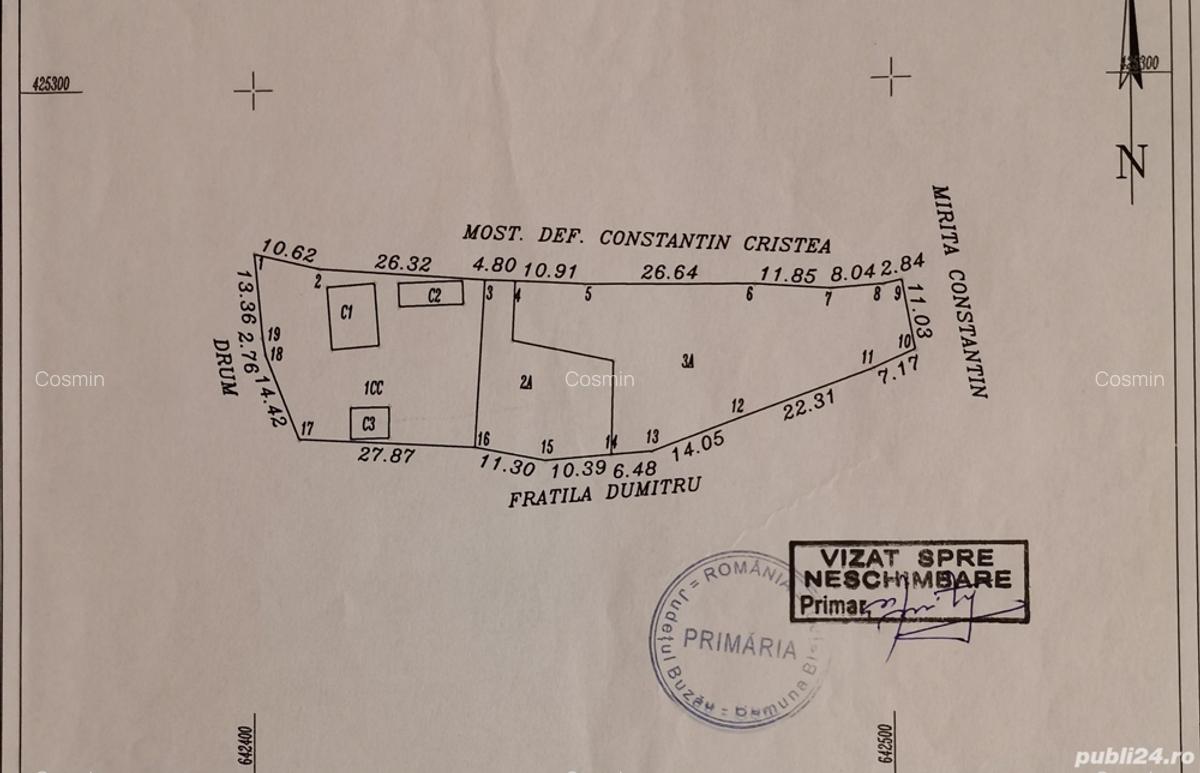 425300
425300
N
MOST. DEF. CONSTANTIN CRISTEA
MIRITA CONSTANTIN
10.62
26.32
4.80
10.91
26.64
11.85
8.04
2.84
1
2
3
4
5
6
7
8
9
C1
C2
13.36
11.03
19
2.76
18
10
11
7.17
DRUM
14.42
1CC
2A
3A
Cosmin
Cosmin
Cosmin
12
22.31
17
C3
16
15
14
13
27.87
11.30
10.39
6.48
14.05
FRATILA DUMITRU
VIZAT SPRE
NESCHIMBARE
Primar,
ROMÂNIA
Județul Buzău
PRIMĂRIA
642400
642500
publi24.ro
Cosmin
Cosmin
Cosmin